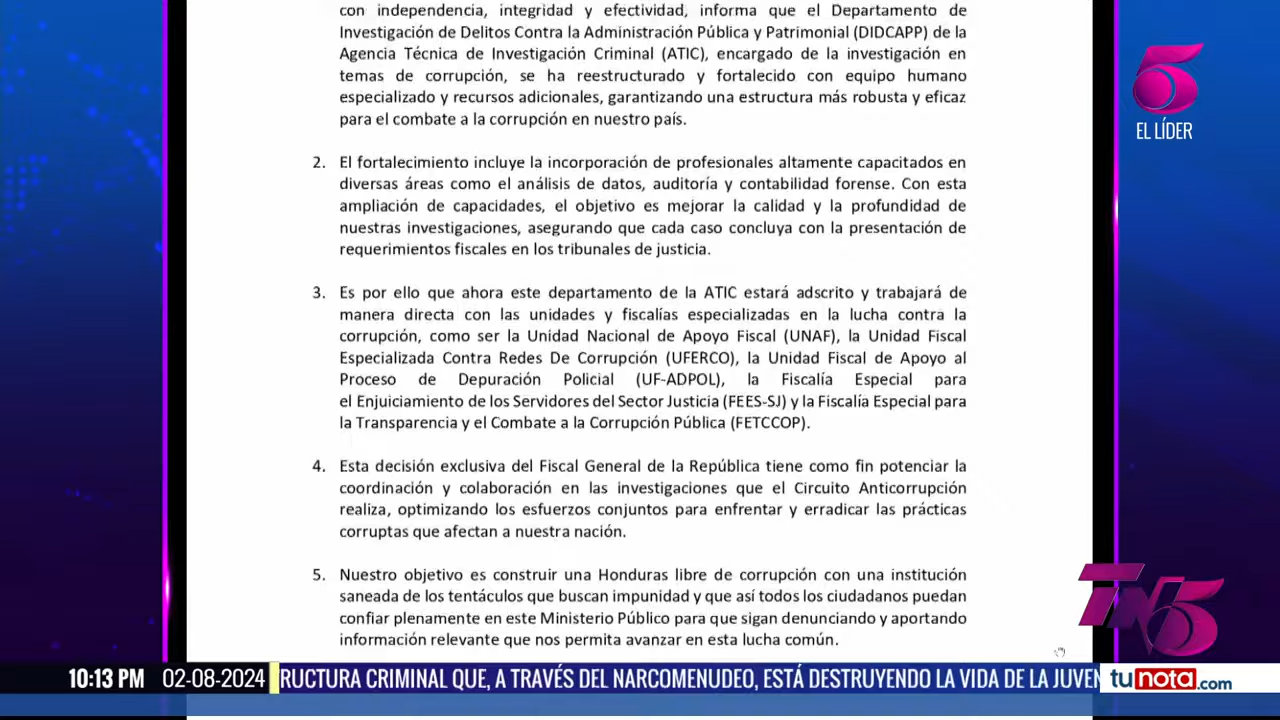 con independencia, integridad y efectividad, informa que el Departamento de
Investigación de Delitos Contra la Administración Pública y Patrimonial (DIDCAPP) de la
Agencia Técnica de Investigación Criminal (ATIC), encargado de la investigación en
temas de corrupción, se ha reestructurado y fortalecido con equipo humano
especializado y recursos adicionales, garantizando una estructura más robusta y eficaz
para el combate a la corrupción en nuestro país.
2. El fortalecimiento incluye la incorporación de profesionales altamente capacitados en
diversas áreas como el análisis de datos, auditoría y contabilidad forense. Con esta
ampliación de capacidades, el objetivo es mejorar la calidad y la profundidad de
nuestras investigaciones, asegurando que cada caso concluya con la presentación de
requerimientos fiscales en los tribunales de justicia.
3. Es por ello que ahora este departamento de la ATIC estará adscrito y trabajará de
manera directa con las unidades y fiscalías especializadas en la lucha contra la
corrupción, como ser la Unidad Nacional de Apoyo Fiscal (UNAF), la Unidad Fiscal
Especializada Contra Redes De Corrupción (UFERCO), la Unidad Fiscal de Apoyo al
Proceso de Depuración Policial (UF-ADPOL), la Fiscalía Especial para
el Enjuiciamiento de los Servidores del Sector Justicia (FEES-SJ) y la Fiscalía Especial para
la Transparencia y el Combate a la Corrupción Pública (FETCCOP).
4. Esta decisión exclusiva del Fiscal General de la República tiene como fin potenciar la
coordinación y colaboración en las investigaciones que el Circuito Anticorrupción
realiza, optimizando los esfuerzos conjuntos para enfrentar y erradicar las prácticas
corruptas que afectan a nuestra nación.
5. Nuestro objetivo es construir una Honduras libre de corrupción con una institución
saneada de los tentáculos que buscan impunidad y que así todos los ciudadanos puedan
confiar plenamente en este Ministerio Público para que sigan denunciando y aportando
información relevante que nos permita avanzar en esta lucha común.
5
EL LÍDER
TN5
10:13 PM 02-08-2024 RUCTURA CRIMINAL QUE, A TRAVÉS DEL NARCOMENUDEO, ESTÁ DESTRUYENDO LA VIDA DE LA JUVEN
tunota.com